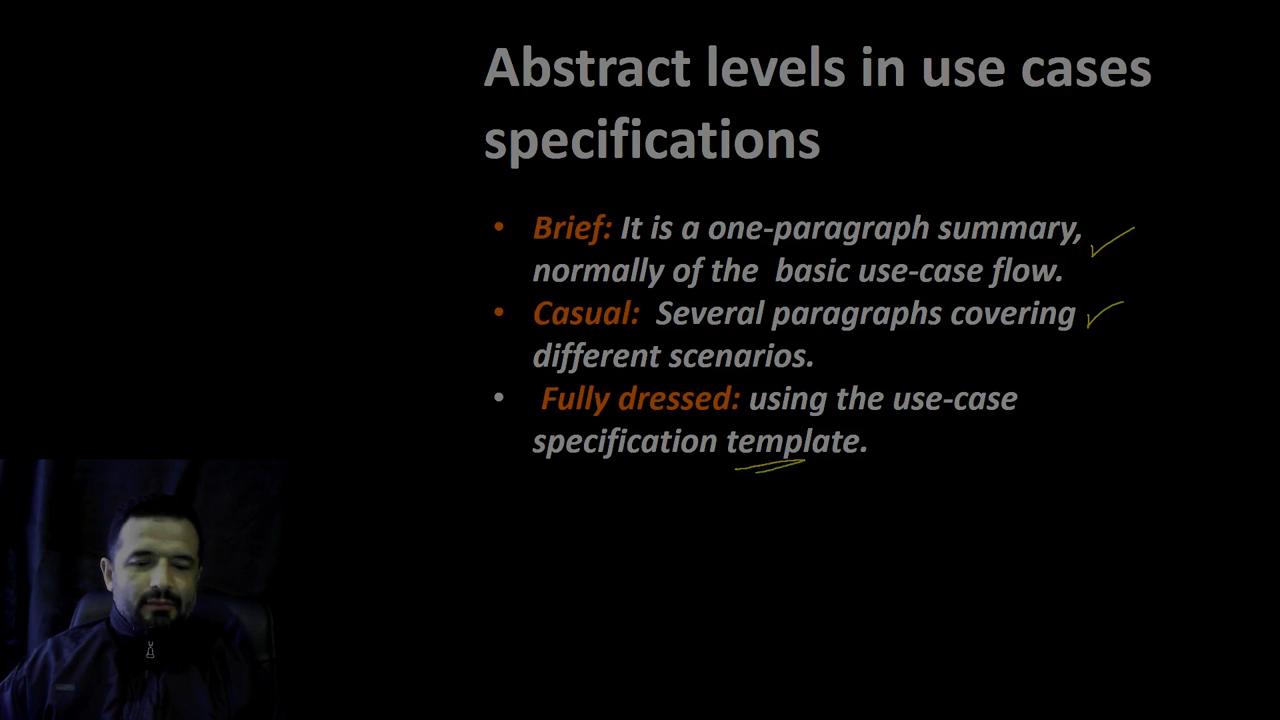 Abstract levels in use cases
specifications
• Brief: It is a one-paragraph summary,
normally of the basic use-case flow.
• Casual: Several paragraphs covering
different scenarios.
• Fully dressed: using the use-case
specification template.